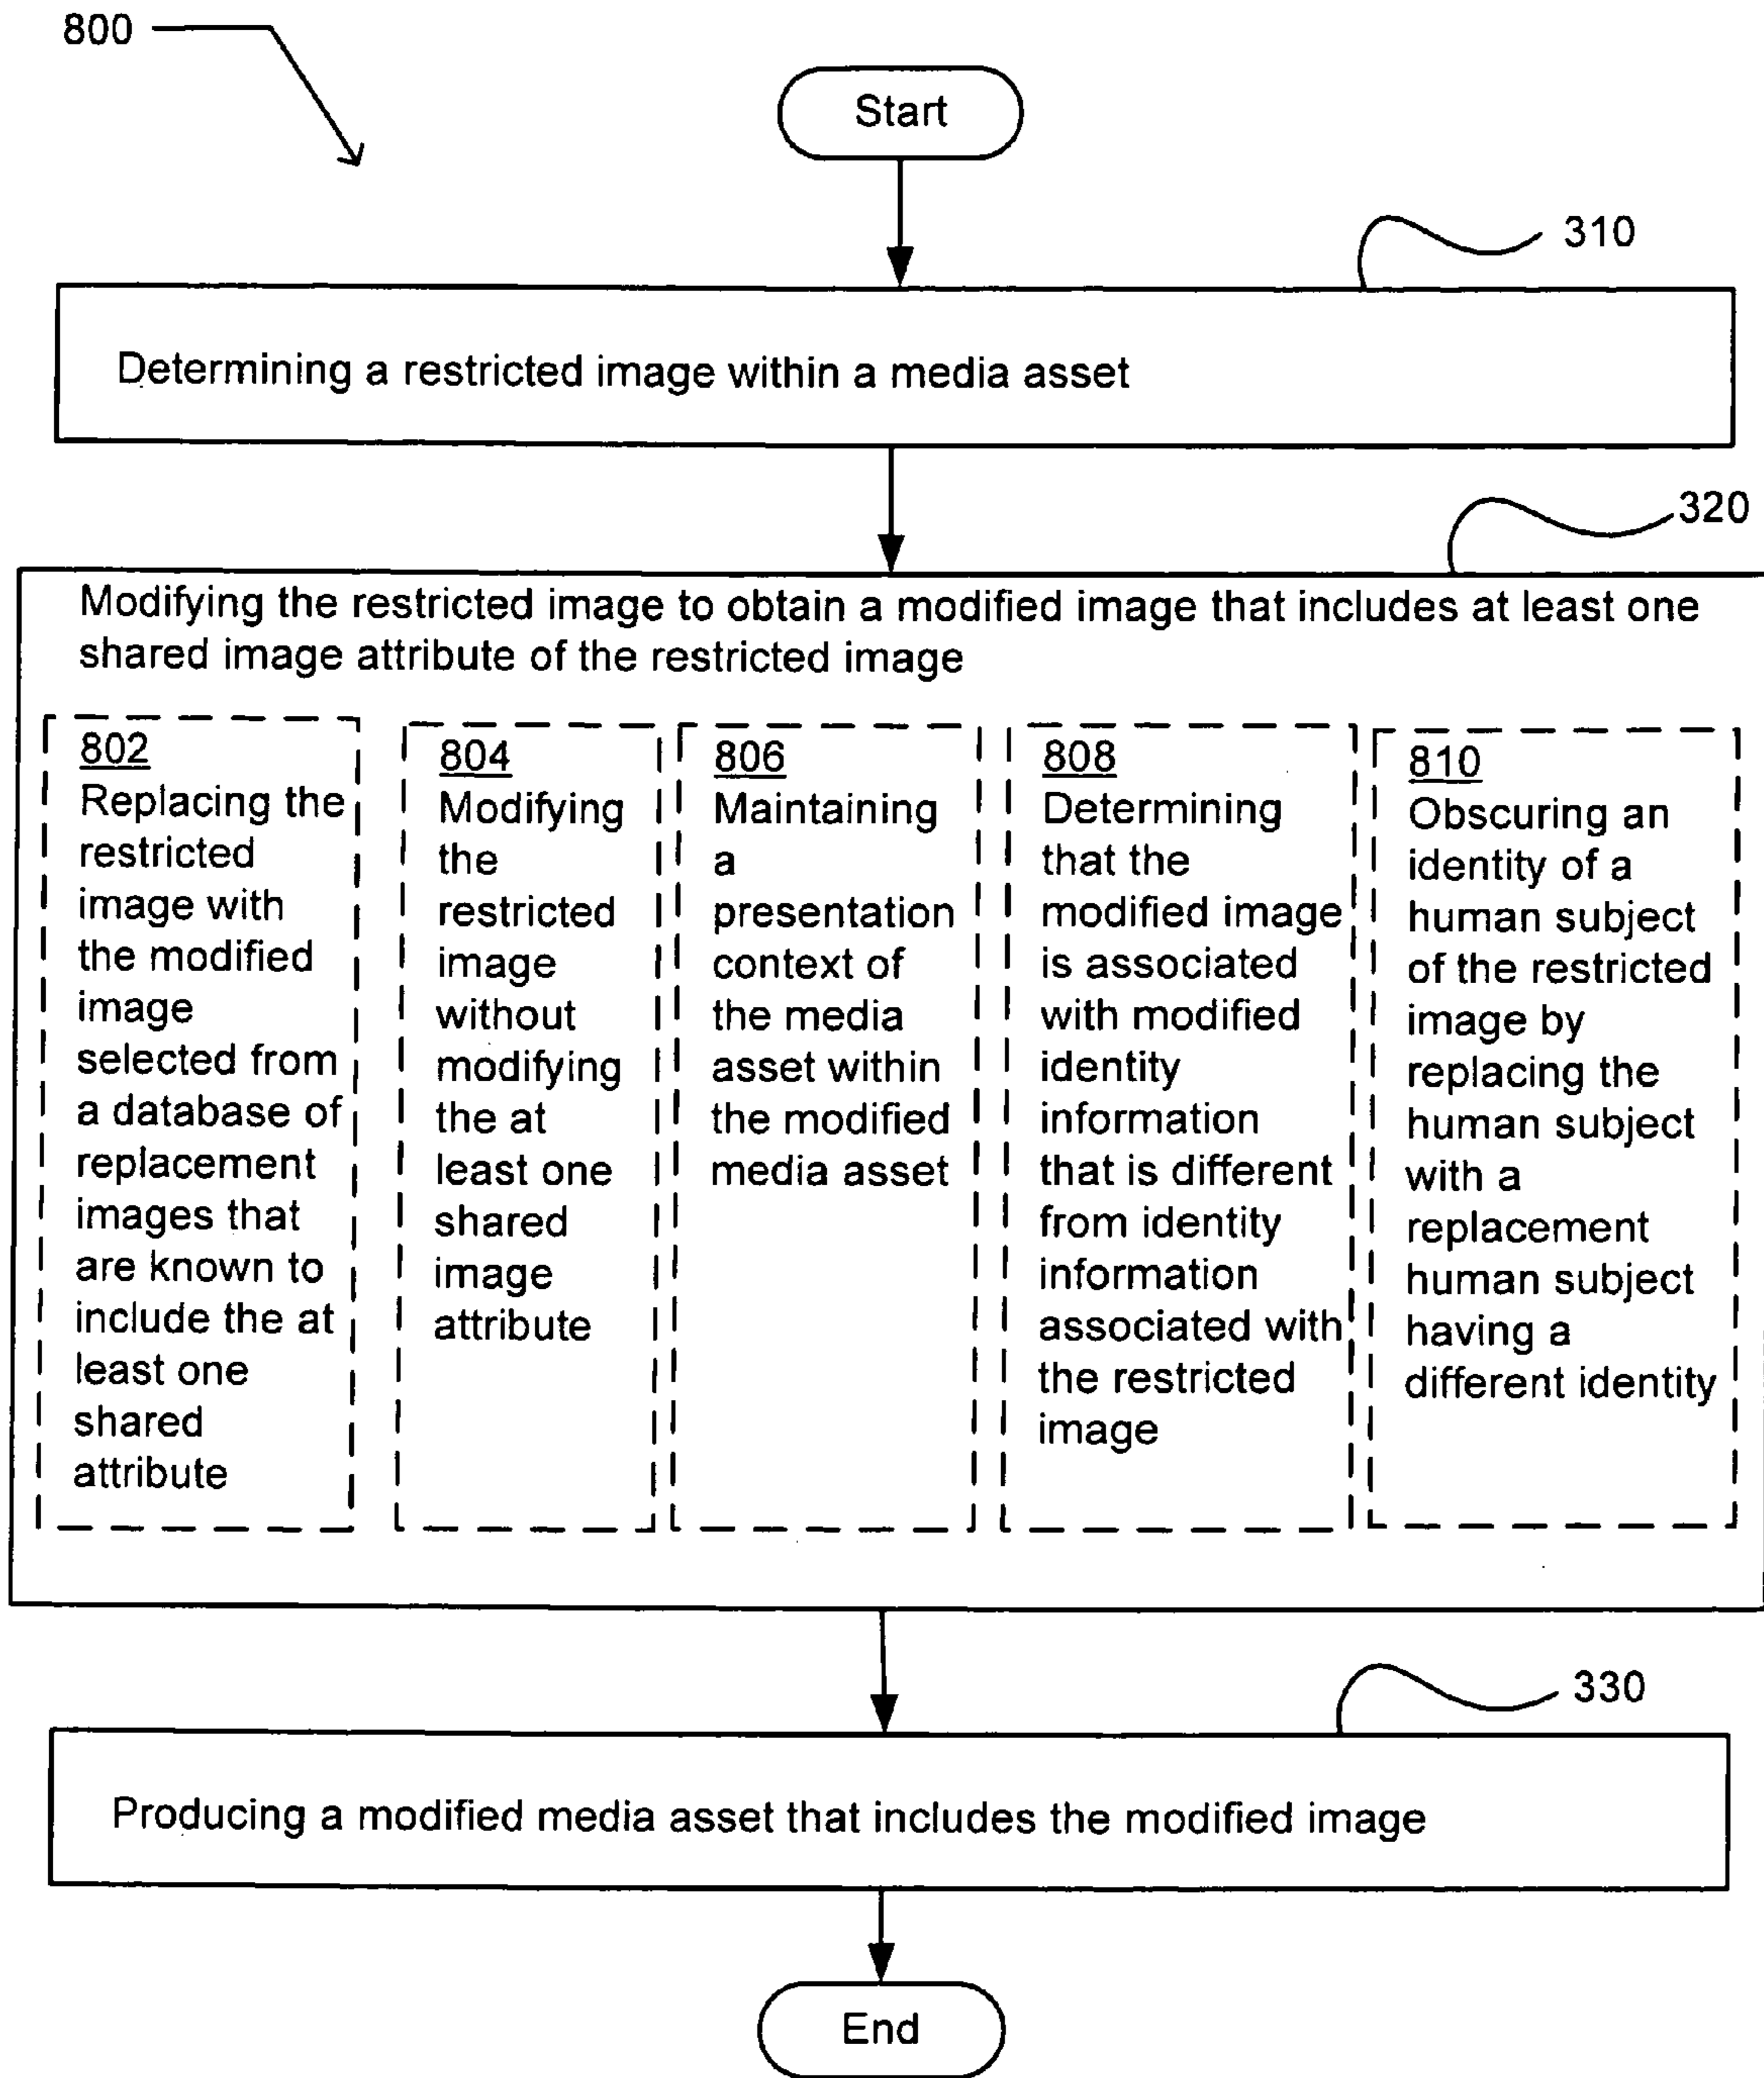 800
Start
310
Determining a restricted image within a media asset
320
Modifying the restricted image to obtain a modified image that includes at least one
shared image attribute of the restricted image
802
Replacing the
restricted
image with
the modified
image
selected from
a database of
replacement
images that
are known to
include the at
least one
shared
attribute
804
Modifying
the
restricted
image
without
modifying
the at
least one
shared
image
attribute
806
Maintaining
a
presentation
context of
the media
asset within
the modified
media asset
808
Determining
that the
modified image
is associated
with modified
identity
information
that is different
from identity
information
associated with
the restricted
image
810
Obscuring an
identity of a
human subject
of the restricted
image by
replacing the
human subject
with a
replacement
human subject
having a
different identity
330
Producing a modified media asset that includes the modified image
End